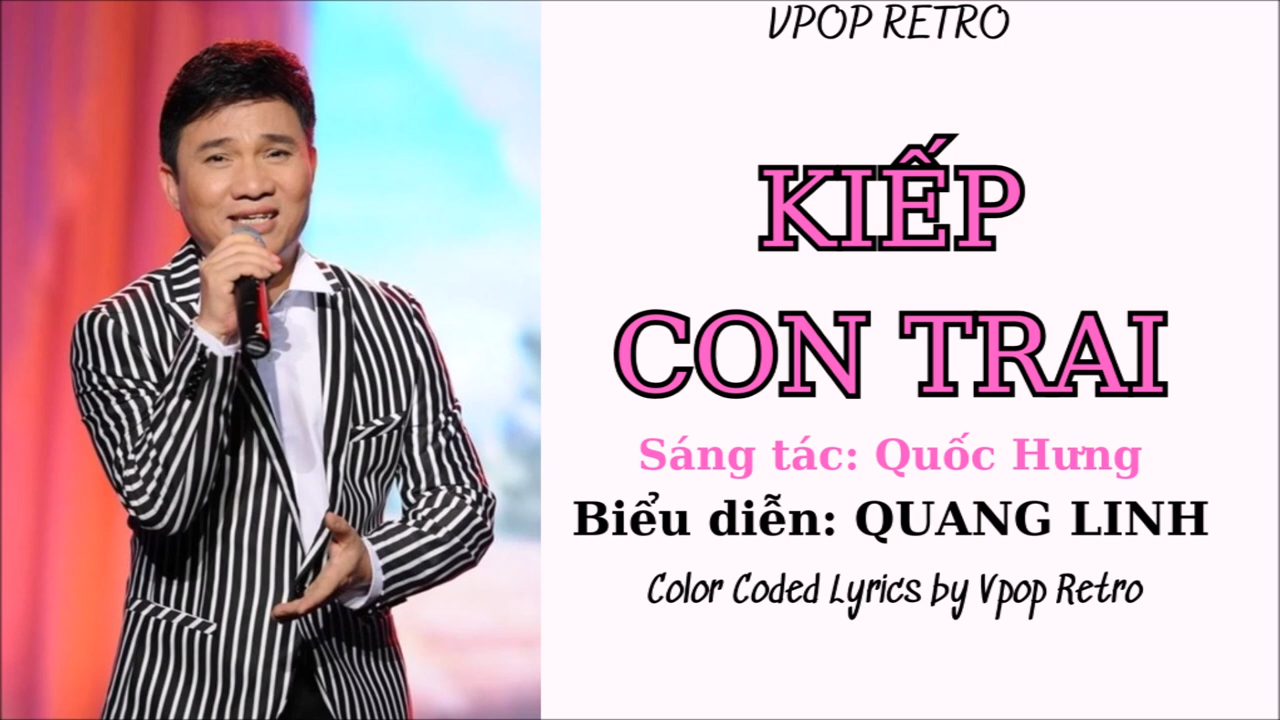 VPOP RETRO
KIẾP
CON TRAI
Sáng tác: Quốc Hưng
Biểu diễn: QUANG LINH
Color Coded Lyrics by Vpop Retro